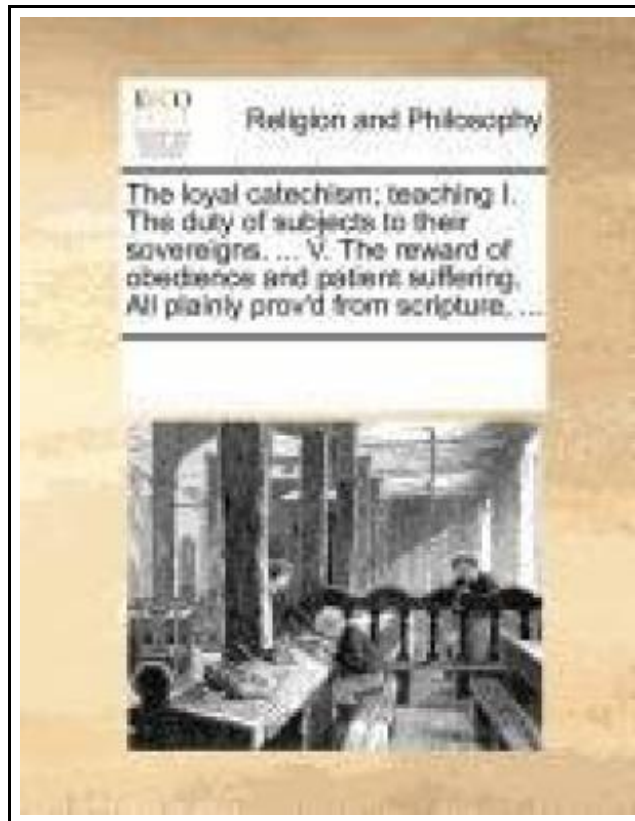 ECCO
Religion and Philosophy
The loyal catechism; teaching I.
The duty of subjects to their
sovereigns. ... V. The reward of
obedience and patient suffering.
All plainly prov'd from scripture, ...